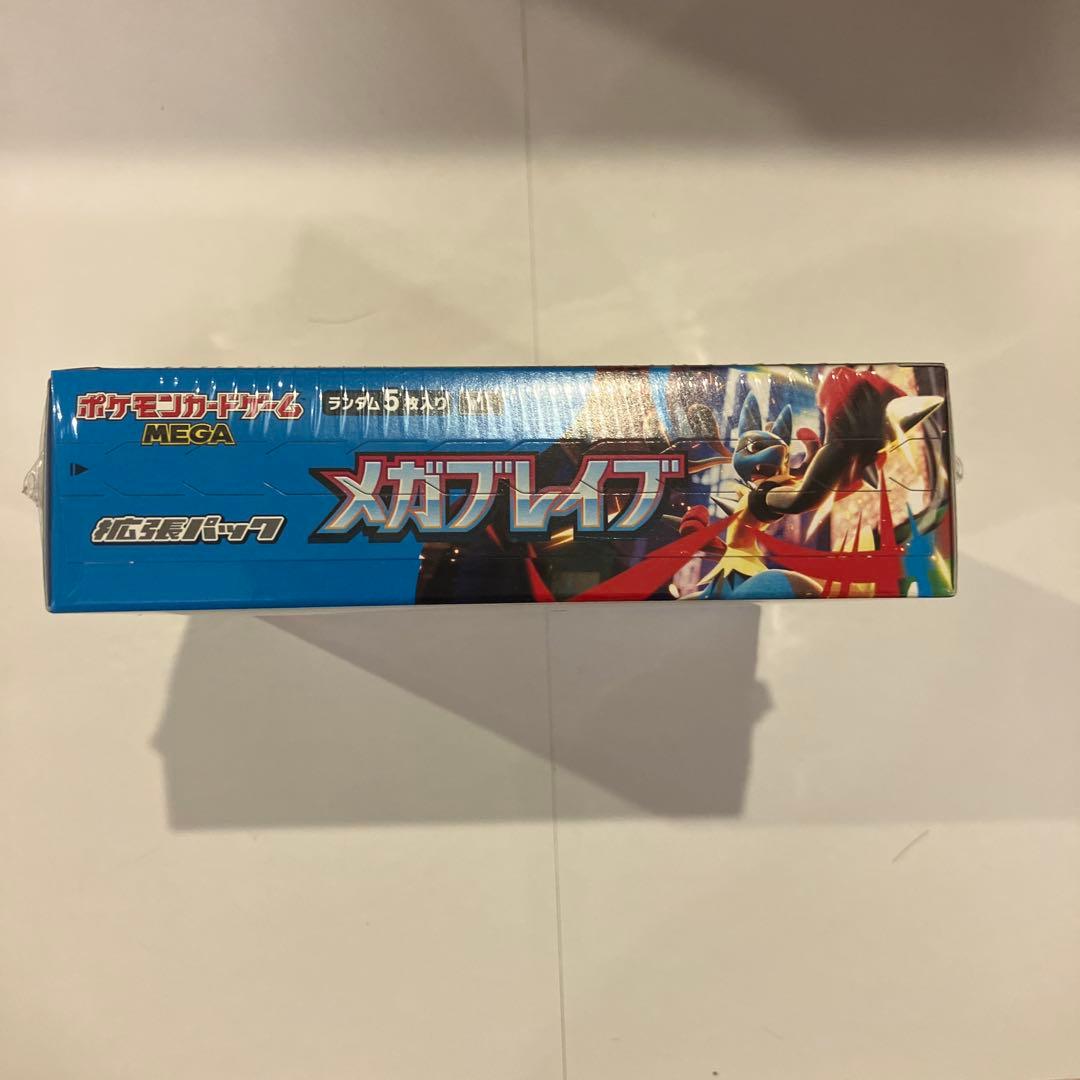 ポケモンカードゲーム
MEGA
ランダム5枚入り
拡張パック
メガブレイブ